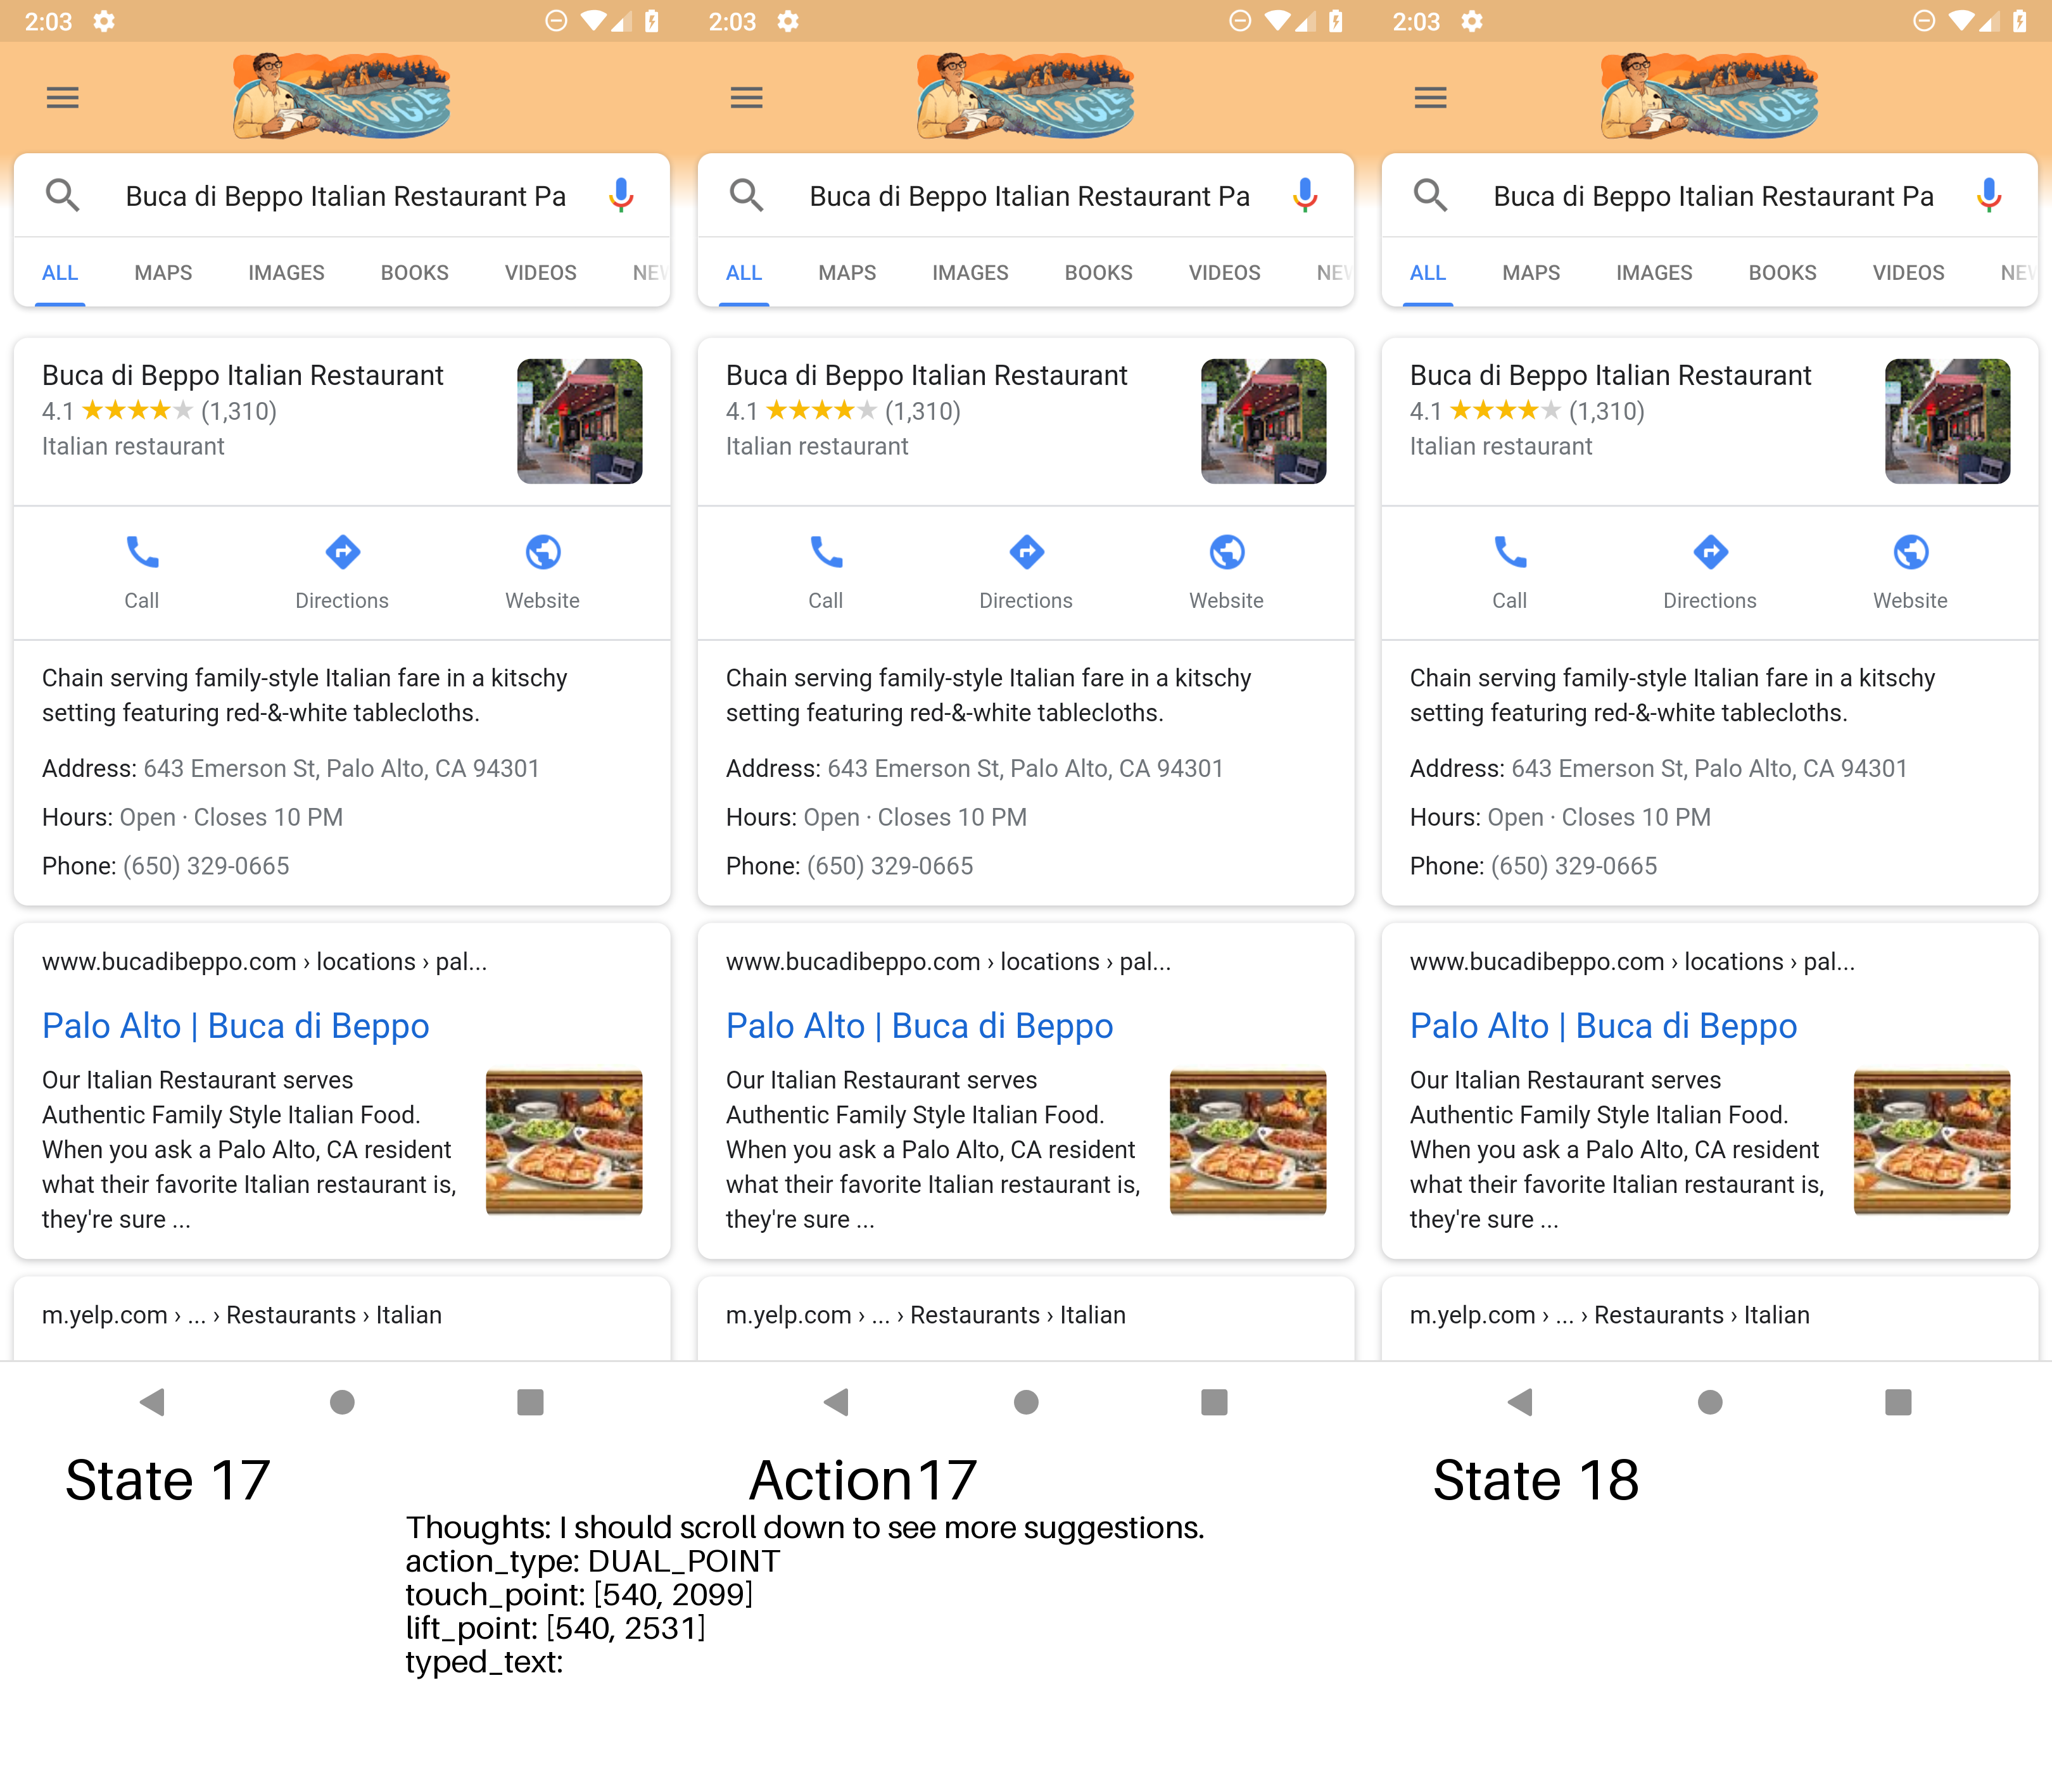 2:03
GOOGLE
Buca di Beppo Italian Restaurant Pa
ALL MAPS IMAGES BOOKS VIDEOS NEW
Buca di Beppo Italian Restaurant
4.1 ★★★★★ (1,310)
Italian restaurant
Call Directions Website
Chain serving family-style Italian fare in a kitschy
setting featuring red-&-white tablecloths.
Address: 643 Emerson St, Palo Alto, CA 94301
Hours: Open · Closes 10 PM
Phone: (650) 329-0665
www.bucadibeppo.com › locations › pal...
Palo Alto | Buca di Beppo
Our Italian Restaurant serves
Authentic Family Style Italian Food.
When you ask a Palo Alto, CA resident
what their favorite Italian restaurant is,
they're sure ...
m.yelp.com › ... › Restaurants › Italian
State 17
2:03
GOOGLE
Buca di Beppo Italian Restaurant Pa
ALL MAPS IMAGES BOOKS VIDEOS NEW
Buca di Beppo Italian Restaurant
4.1 ★★★★★ (1,310)
Italian restaurant
Call Directions Website
Chain serving family-style Italian fare in a kitschy
setting featuring red-&-white tablecloths.
Address: 643 Emerson St, Palo Alto, CA 94301
Hours: Open · Closes 10 PM
Phone: (650) 329-0665
www.bucadibeppo.com › locations › pal...
Palo Alto | Buca di Beppo
Our Italian Restaurant serves
Authentic Family Style Italian Food.
When you ask a Palo Alto, CA resident
what their favorite Italian restaurant is,
they're sure ...
m.yelp.com › ... › Restaurants › Italian
Action17
Thoughts: I should scroll down to see more suggestions.
action_type: DUAL_POINT
touch_point: [540, 2099]
lift_point: [540, 2531]
typed_text:
2:03
GOOGLE
Buca di Beppo Italian Restaurant Pa
ALL MAPS IMAGES BOOKS VIDEOS NEW
Buca di Beppo Italian Restaurant
4.1 ★★★★★ (1,310)
Italian restaurant
Call Directions Website
Chain serving family-style Italian fare in a kitschy
setting featuring red-&-white tablecloths.
Address: 643 Emerson St, Palo Alto, CA 94301
Hours: Open · Closes 10 PM
Phone: (650) 329-0665
www.bucadibeppo.com › locations › pal...
Palo Alto | Buca di Beppo
Our Italian Restaurant serves
Authentic Family Style Italian Food.
When you ask a Palo Alto, CA resident
what their favorite Italian restaurant is,
they're sure ...
m.yelp.com › ... › Restaurants › Italian
State 18